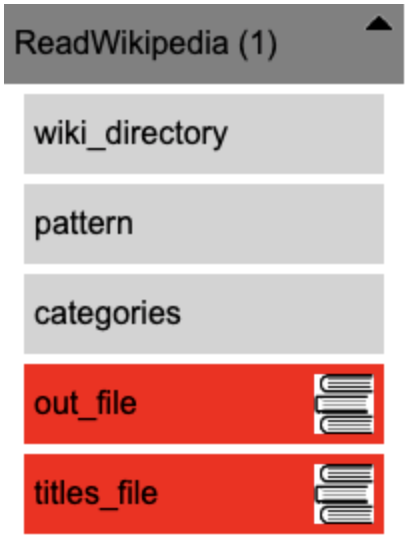 ReadWikipedia (1)
wiki_directory
pattern
categories
out_file
titles_file